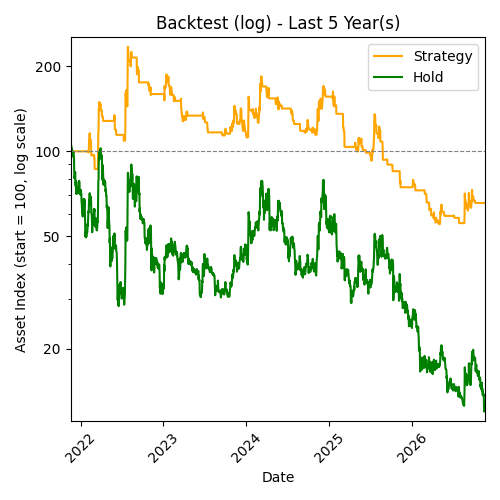 Backtest (log) - Last 5 Year(s)
Strategy
Hold
Asset Index (start = 100, log scale)
200
100
50
20
2022
2023
2024
2025
2026
Date